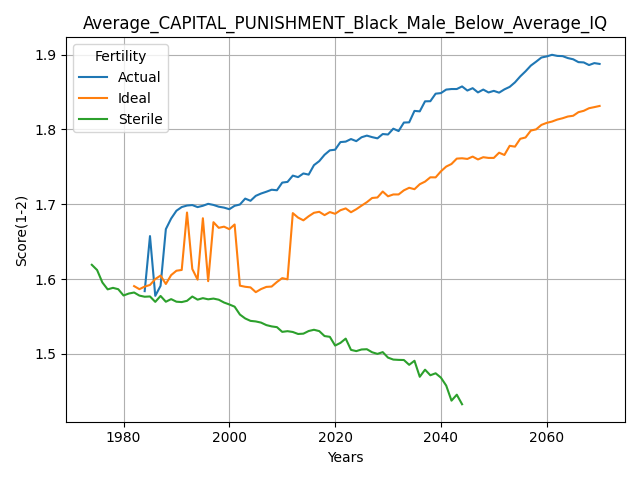 Average_CAPITAL_PUNISHMENT_Black_Male_Below_Average_IQ
Fertility
Actual
Ideal
Sterile
Score(1-2)
1.9
1.8
1.7
1.6
1.5
1980
2000
2020
2040
2060
Years